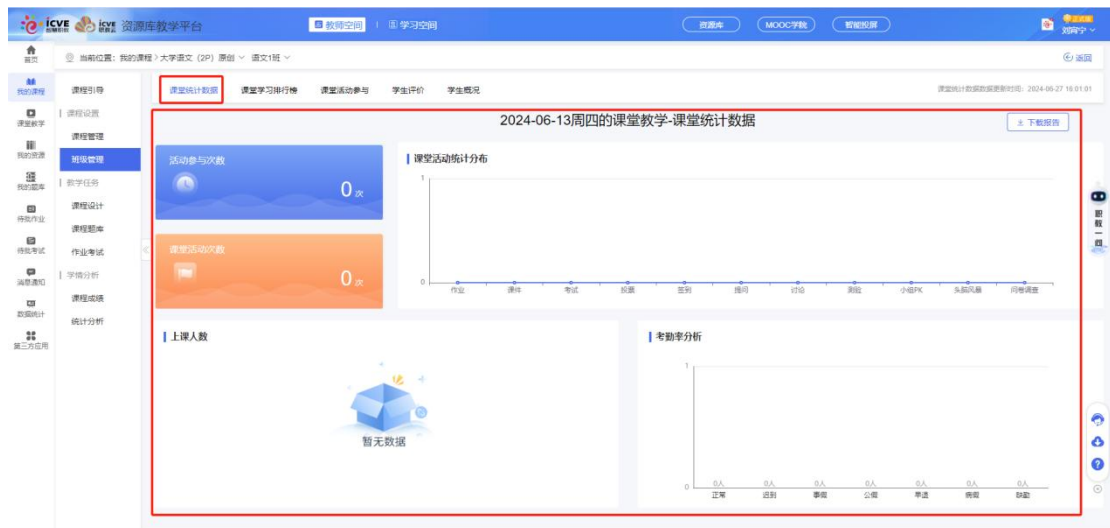 icve 智慧职教 icve 职教云 资源库教学平台 教师空间 学习空间 资源库 MOOC学院 智能投屏
首页
当前位置：我的课程 > 大学语文（2P）原创 语文1班
返回
我的课程
课程引导
课堂统计数据 课堂学习排行榜 课堂活动参与 学生评价 学生概况
课堂统计数据数据更新时间：2024-06-27 16:01:01
课堂教学
课程设置
课程管理
2024-06-13周四的课堂教学-课堂统计数据
下载报告
我的资源
班级管理
我的题库
教学任务
课程设计
待批作业
课程题库
待批考试
作业考试
消息通知
学情分析
课程成绩
数据统计
统计分析
第三方应用
活动参与次数
0次
课堂活动次数
0次
课堂活动统计分布
1
0
作业 课件 考试 投票 签到 提问 讨论 测验 小组PK 头脑风暴 问卷调查
上课人数
暂无数据
考勤率分析
1
0
0人 0人 0人 0人 0人 0人 0人
正常 迟到 事假 公假 早退 病假 缺勤
职教一问